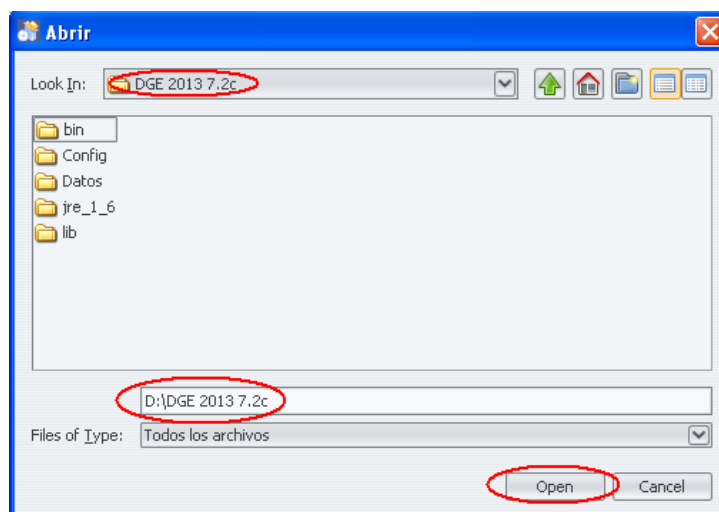 Abrir
Look In: DGE 2013 7.2c
bin
Config
Datos
jre_1_6
lib
D:\DGE 2013 7.2c
Files of Type: Todos los archivos
Open Cancel